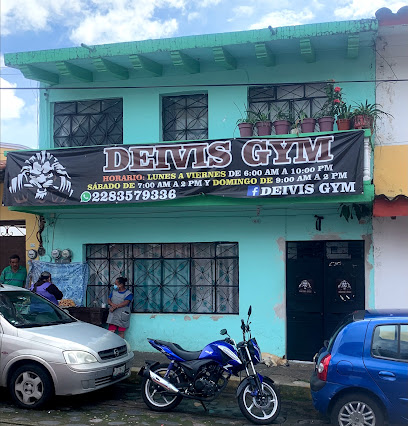 DEIVIS GYM
HORARIO: LUNES A VIERNES DE 6:00 AM A 10:00 PM
SÁBADO DE 7:00 AM A 2 PM Y DOMINGO DE 9:00 AM A 2 PM
2283579336 f DEIVIS GYM